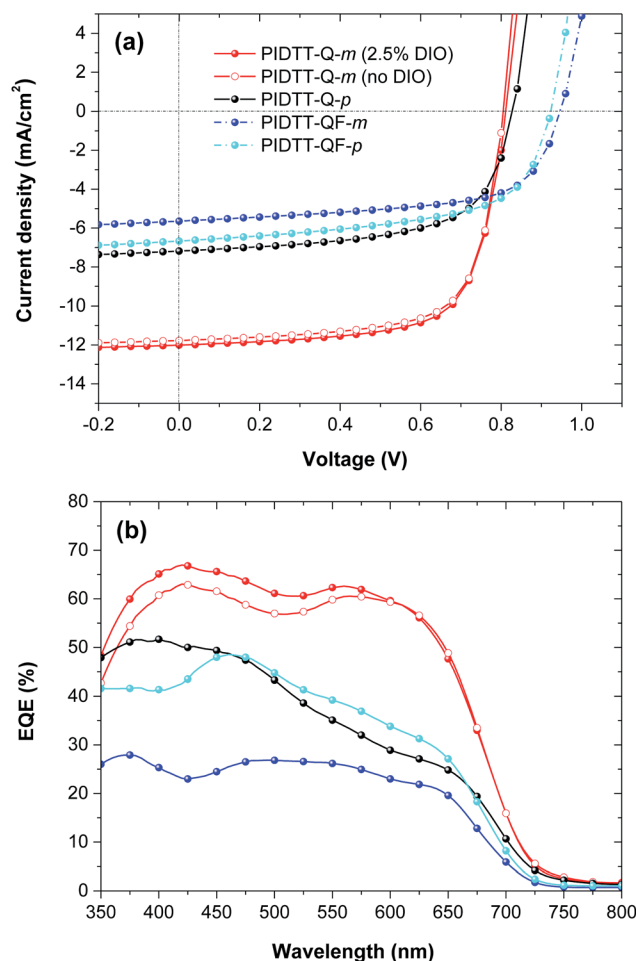 (a)
PIDTT-Q-m (2.5% DIO)
PIDTT-Q-m (no DIO)
PIDTT-Q-p
PIDTT-QF-m
PIDTT-QF-p
4
2
0
-2
-4
-6
-8
-10
-12
-14
Current density (mA/cm²)
-0.2 0.0 0.2 0.4 0.6 0.8 1.0
Voltage (V)
(b)
80
70
60
50
40
30
20
10
0
EQE (%)
350 400 450 500 550 600 650 700 750 800
Wavelength (nm)